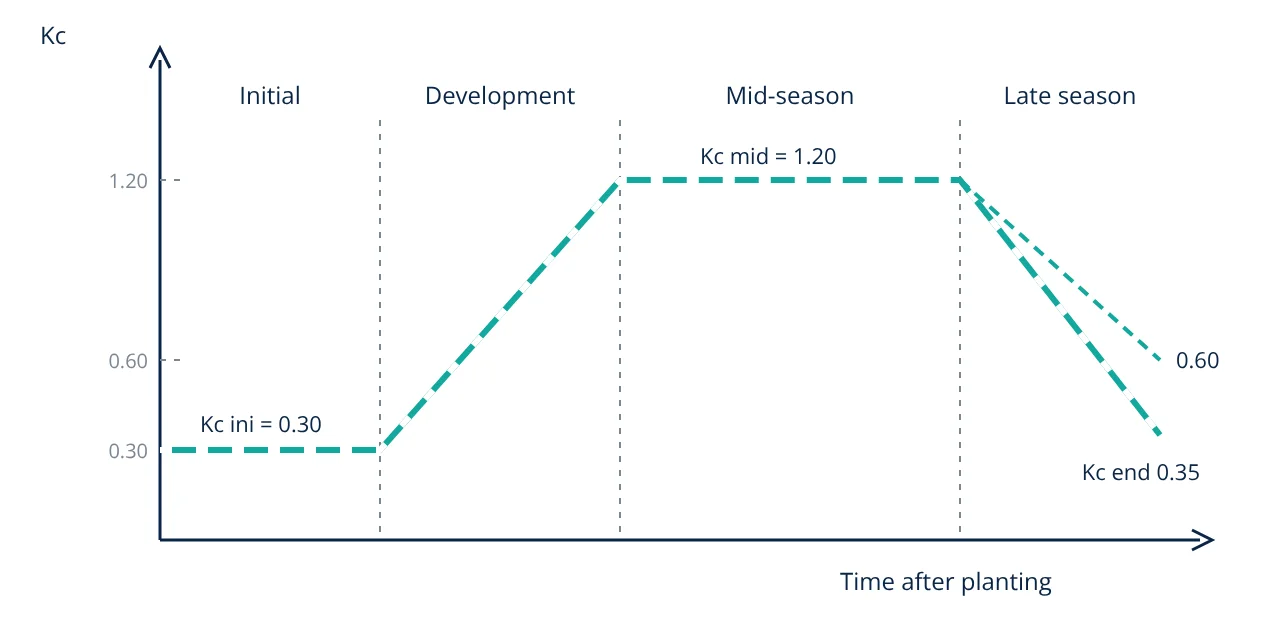 Kc
Initial
Development
Mid-season
Late season
Kc mid = 1.20
1.20
0.60
0.60
Kc ini = 0.30
0.30
Kc end 0.35
Time after planting